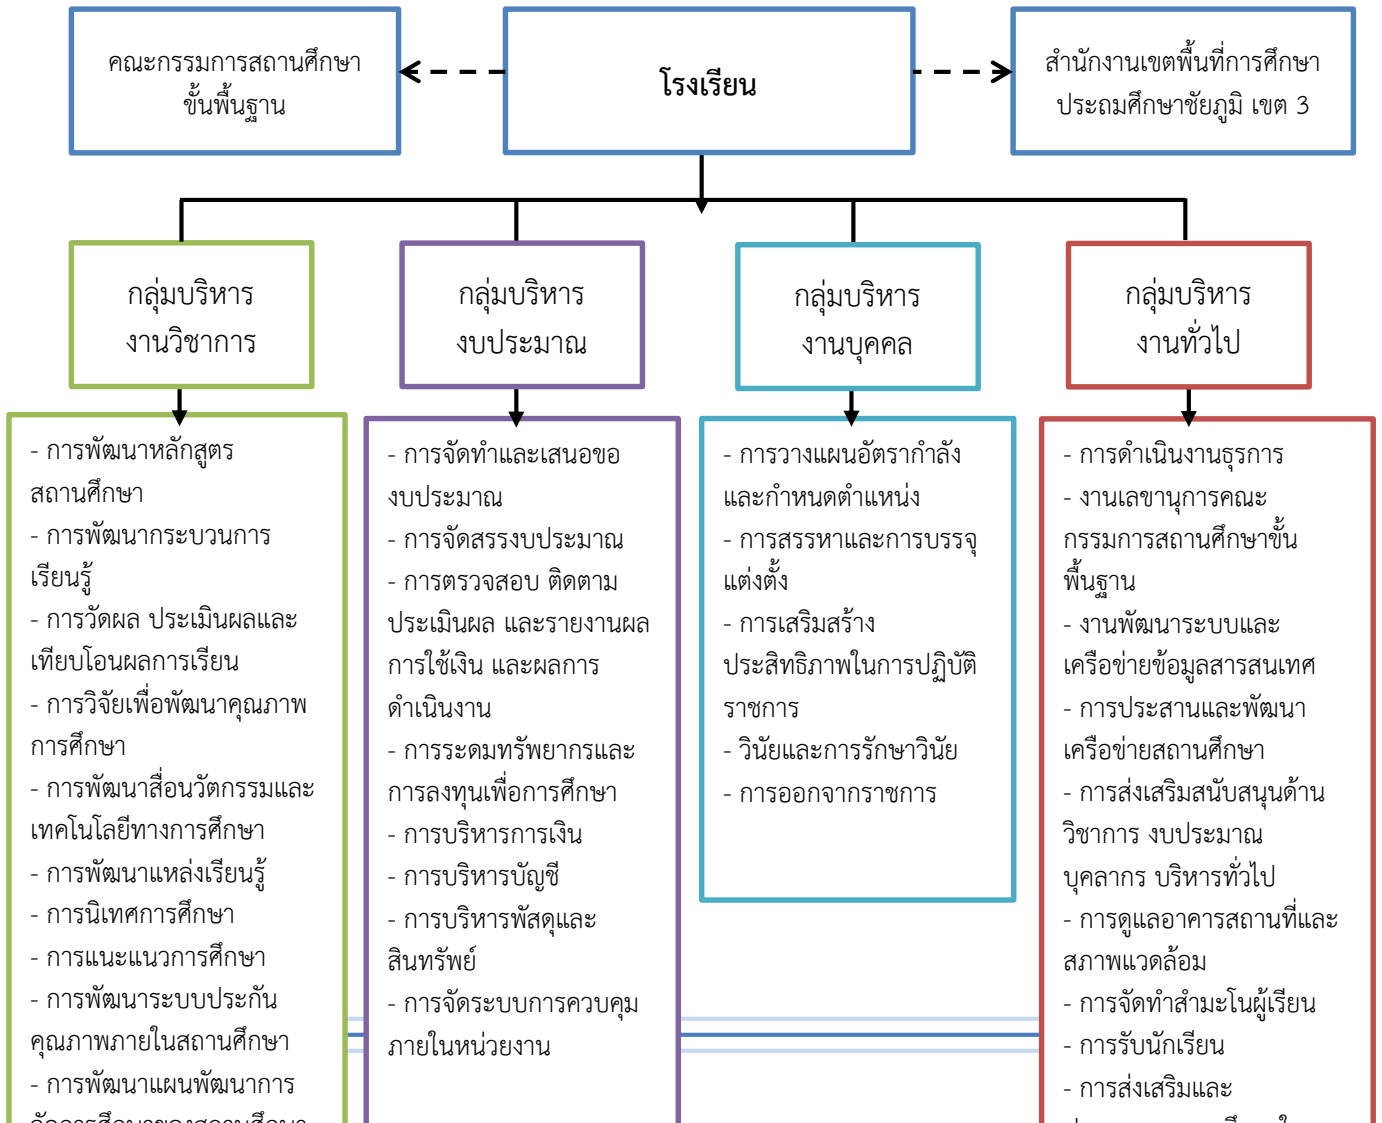 คณะกรรมการสถานศึกษา
ขั้นพื้นฐาน
โรงเรียน
สำนักงานเขตพื้นที่การศึกษา
ประถมศึกษาชัยภูมิ เขต 3
กลุ่มบริหาร
งานวิชาการ
กลุ่มบริหาร
งบประมาณ
กลุ่มบริหาร
งานบุคคล
กลุ่มบริหาร
งานทั่วไป
- การพัฒนาหลักสูตร
สถานศึกษา
- การพัฒนากระบวนการ
เรียนรู้
- การวัดผล ประเมินผลและ
เทียบโอนผลการเรียน
- การวิจัยเพื่อพัฒนาคุณภาพ
การศึกษา
- การพัฒนาสื่อนวัตกรรมและ
เทคโนโลยีทางการศึกษา
- การพัฒนาแหล่งเรียนรู้
- การนิเทศการศึกษา
- การแนะแนวการศึกษา
- การพัฒนาระบบประกัน
คุณภาพภายในสถานศึกษา
- การพัฒนาแผนพัฒนาการ
- การจัดทำและเสนอขอ
งบประมาณ
- การจัดสรรงบประมาณ
- การตรวจสอบ ติดตาม
ประเมินผล และรายงานผล
การใช้เงิน และผลการ
ดำเนินงาน
- การระดมทรัพยากรและ
การลงทุนเพื่อการศึกษา
- การบริหารการเงิน
- การบริหารบัญชี
- การบริหารพัสดุและ
สินทรัพย์
- การจัดระบบการควบคุม
ภายในหน่วยงาน
- การวางแผนอัตรากำลัง
และกำหนดตำแหน่ง
- การสรรหาและการบรรจุ
แต่งตั้ง
- การเสริมสร้าง
ประสิทธิภาพในการปฏิบัติ
ราชการ
- วินัยและการรักษาวินัย
- การออกจากราชการ
- การดำเนินงานธุรการ
- งานเลขานุการคณะ
กรรมการสถานศึกษาขั้น
พื้นฐาน
- งานพัฒนาระบบและ
เครือข่ายข้อมูลสารสนเทศ
- การประสานและพัฒนา
เครือข่ายสถานศึกษา
- การส่งเสริมสนับสนุนด้าน
วิชาการ งบประมาณ
บุคลากร บริหารทั่วไป
- การดูแลอาคารสถานที่และ
สภาพแวดล้อม
- การจัดทำสำมะโนผู้เรียน
- การรับนักเรียน
- การส่งเสริมและ